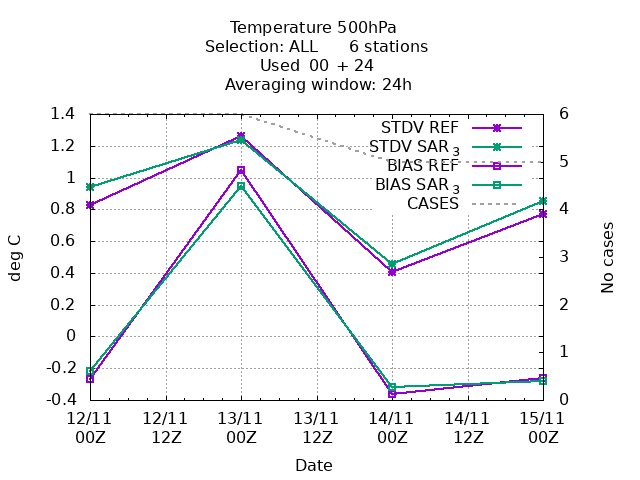 Temperature 500hPa
Selection: ALL 6 stations
Used 00 + 24
Averaging window: 24h
1.4
1.2
1
0.8
0.6
0.4
0.2
0
-0.2
-0.4
deg C
STDV REF
STDV SAR 3
BIAS REF
BIAS SAR 3
CASES
6
5
4
3
2
1
0
No cases
12/11 12/11 13/11 13/11 14/11 14/11 15/11
00Z 12Z 00Z 12Z 00Z 12Z 00Z
Date